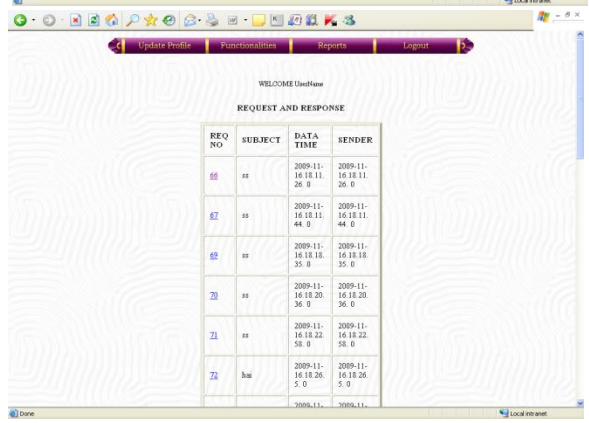 Local intranet
Update Profile Functionalities Reports Logout
WELCOME UserName
REQUEST AND RESPONSE
REQ NO SUBJECT DATA TIME SENDER
66 ss 2009-11-16.18.11.26. 0 2009-11-16.18.11.26. 0
67 ss 2009-11-16.18.11.44. 0 2009-11-16.18.11.44. 0
69 ss 2009-11-16.18.18.35. 0 2009-11-16.18.18.35. 0
70 ss 2009-11-16.18.20.36. 0 2009-11-16.18.20.36. 0
71 ss 2009-11-16.18.22.58. 0 2009-11-16.18.22.58. 0
72 hai 2009-11-16.18.26.5. 0 2009-11-16.18.26.5. 0
2009-11- 2009-11-
Done Local intranet